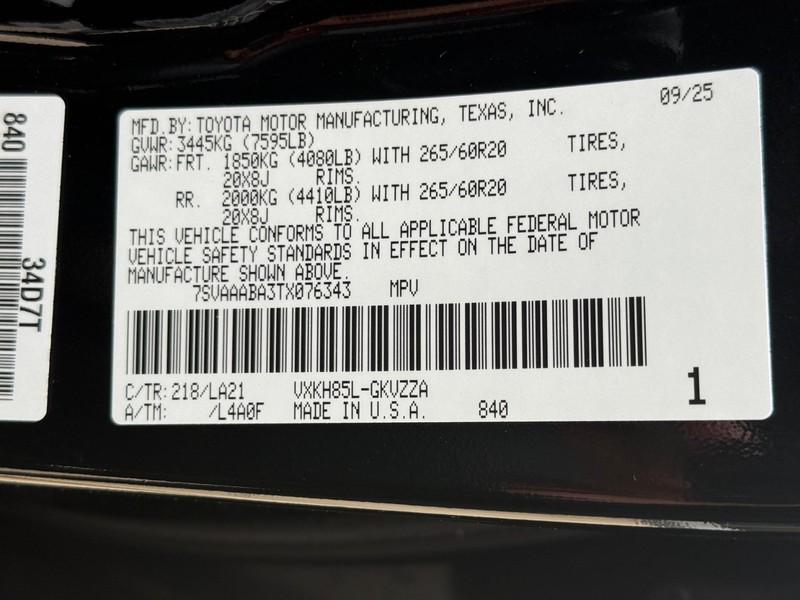 840
34D7T
MFD.BY:TOYOTA MOTOR MANUFACTURING, TEXAS, INC. 09/25
GVWR:3445KG (7595LB)
GAWR:FRT. 1850KG (4080LB) WITH 265/60R20 TIRES,
20X8J RIMS.
RR. 2000KG (4410LB) WITH 265/60R20 TIRES,
20X8J RIMS.
THIS VEHICLE CONFORMS TO ALL APPLICABLE FEDERAL MOTOR
VEHICLE SAFETY STANDARDS IN EFFECT ON THE DATE OF
MANUFACTURE SHOWN ABOVE.
7SVAAABA3TX076343 MPV
C/TR:218/LA21 VXKH85L-GKVZZA
A/TM: /L4A0F MADE IN U.S.A. 840
1